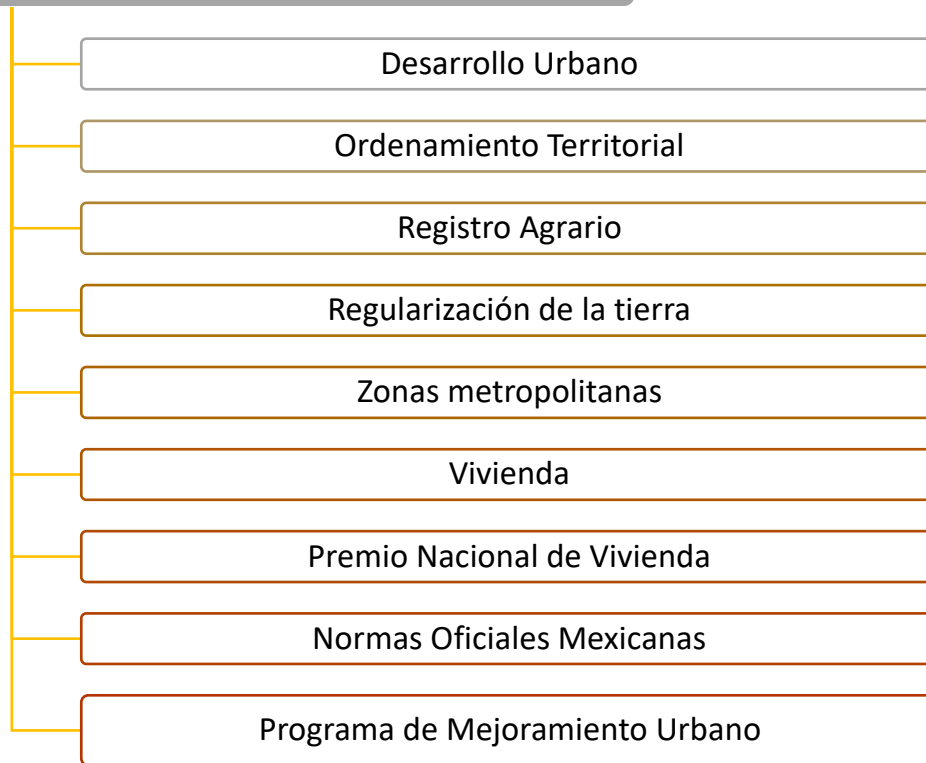 Desarrollo Urbano
Ordenamiento Territorial
Registro Agrario
Regularización de la tierra
Zonas metropolitanas
Vivienda
Premio Nacional de Vivienda
Normas Oficiales Mexicanas
Programa de Mejoramiento Urbano